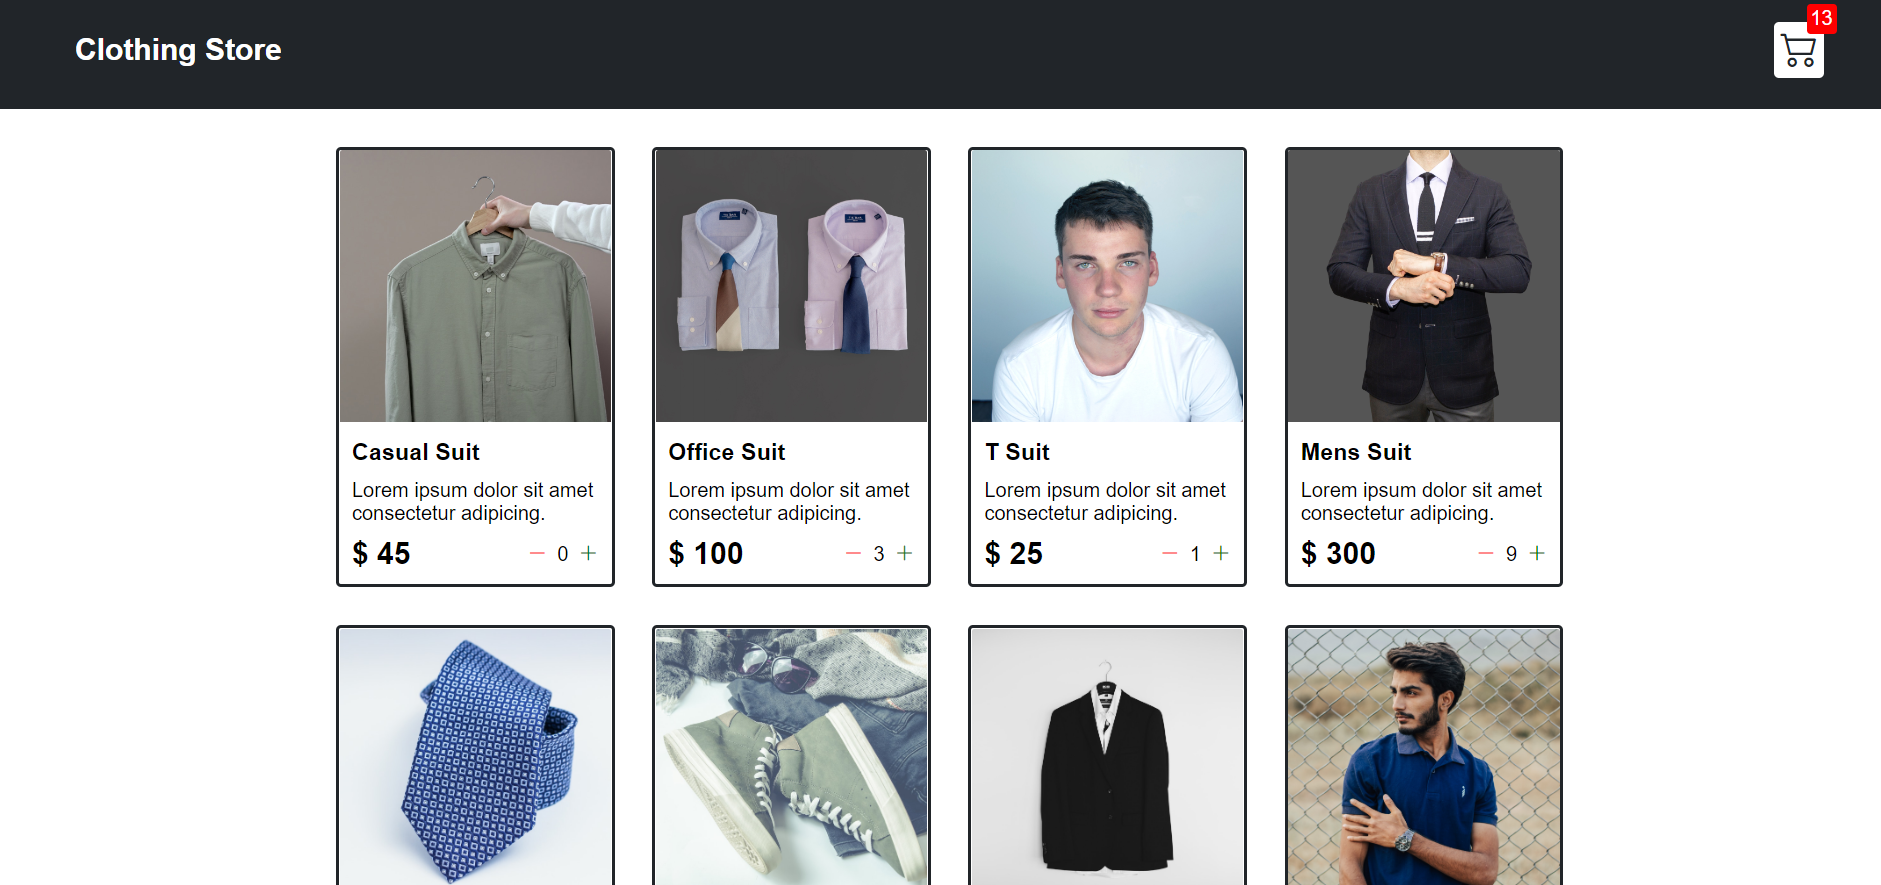 13
Clothing Store
Casual Suit
Lorem ipsum dolor sit amet
consectetur adipicing.
$ 45
− 0 +
Office Suit
Lorem ipsum dolor sit amet
consectetur adipicing.
$ 100
− 3 +
T Suit
Lorem ipsum dolor sit amet
consectetur adipicing.
$ 25
− 1 +
Mens Suit
Lorem ipsum dolor sit amet
consectetur adipicing.
$ 300
− 9 +